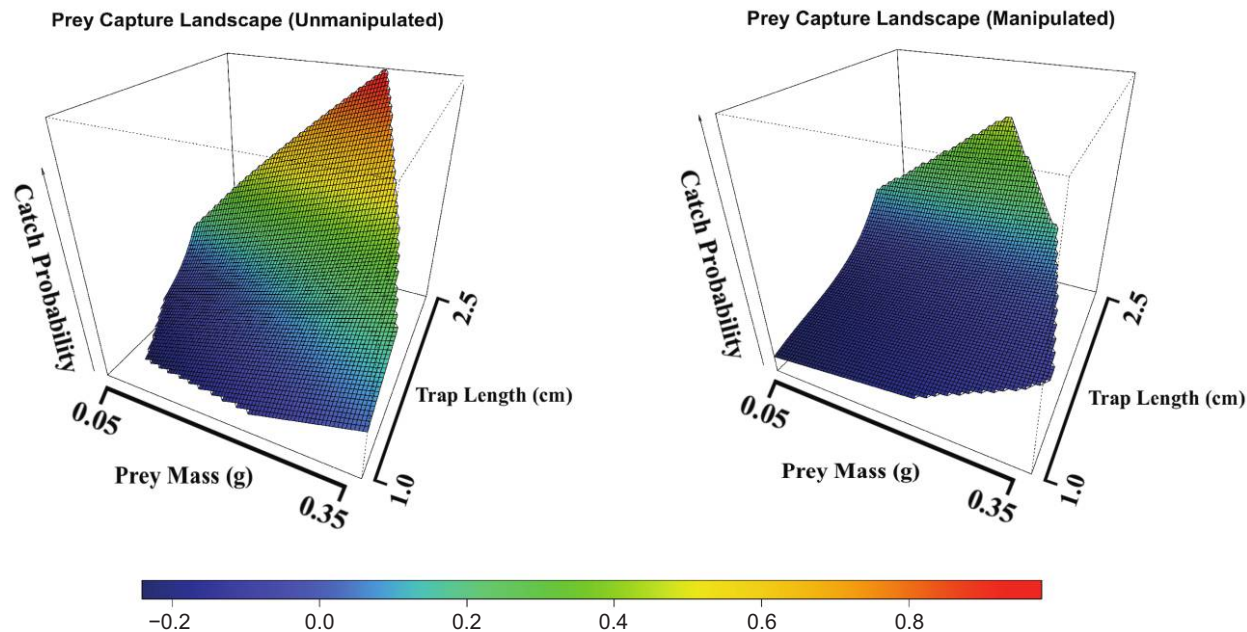 Prey Capture Landscape (Unmanipulated)
Catch Probability
0.05
Prey Mass (g)
0.35
1.0
Trap Length (cm)
2.5
Prey Capture Landscape (Manipulated)
Catch Probability
0.05
Prey Mass (g)
0.35
1.0
Trap Length (cm)
2.5
−0.2 0.0 0.2 0.4 0.6 0.8